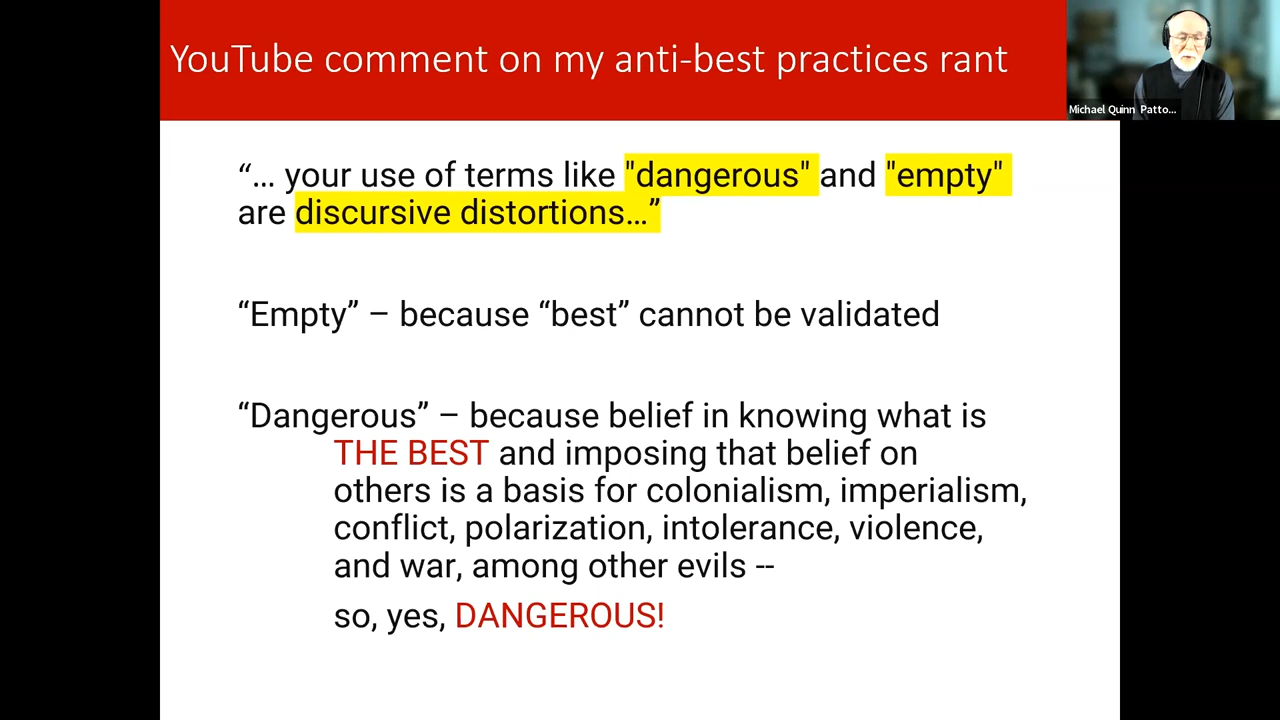 YouTube comment on my anti-best practices rant
Michael Quinn Patto...
“… your use of terms like "dangerous" and "empty"
are discursive distortions…”
“Empty” – because “best” cannot be validated
“Dangerous” – because belief in knowing what is
THE BEST and imposing that belief on
others is a basis for colonialism, imperialism,
conflict, polarization, intolerance, violence,
and war, among other evils --
so, yes, DANGEROUS!